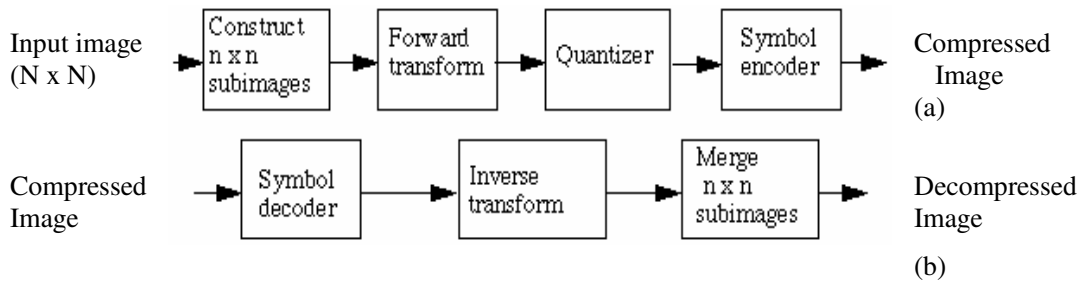 Input image
(N x N)
Construct
n x n
subimages
Forward
transform
Quantizer
Symbol
encoder
Compressed
Image
(a)
Compressed
Image
Symbol
decoder
Inverse
transform
Merge
n x n
subimages
Decompressed
Image
(b)